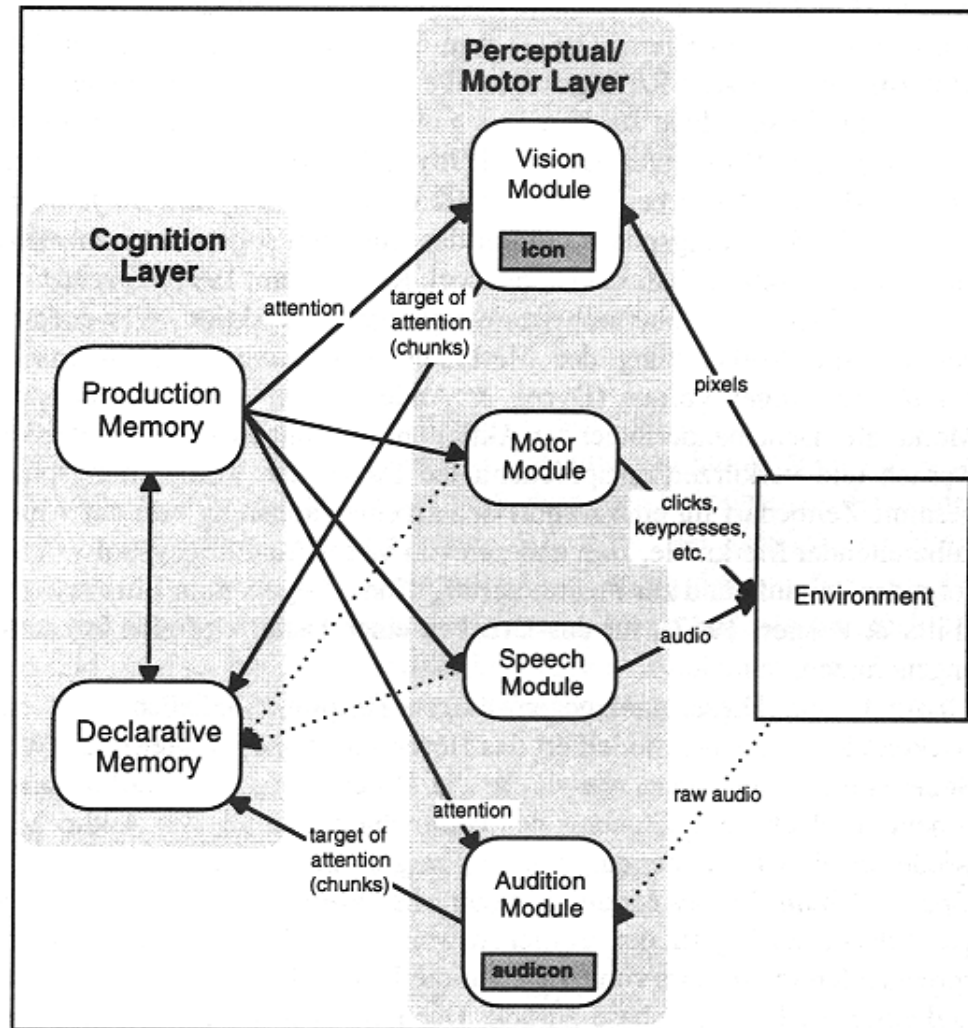 Perceptual/
Motor Layer
Vision
Module
icon
Cognition
Layer
attention
target of
attention
(chunks)
Production
Memory
pixels
Motor
Module
clicks,
keypresses,
etc.
Environment
audio
Speech
Module
Declarative
Memory
raw audio
attention
target of
attention
(chunks)
Audition
Module
audicon